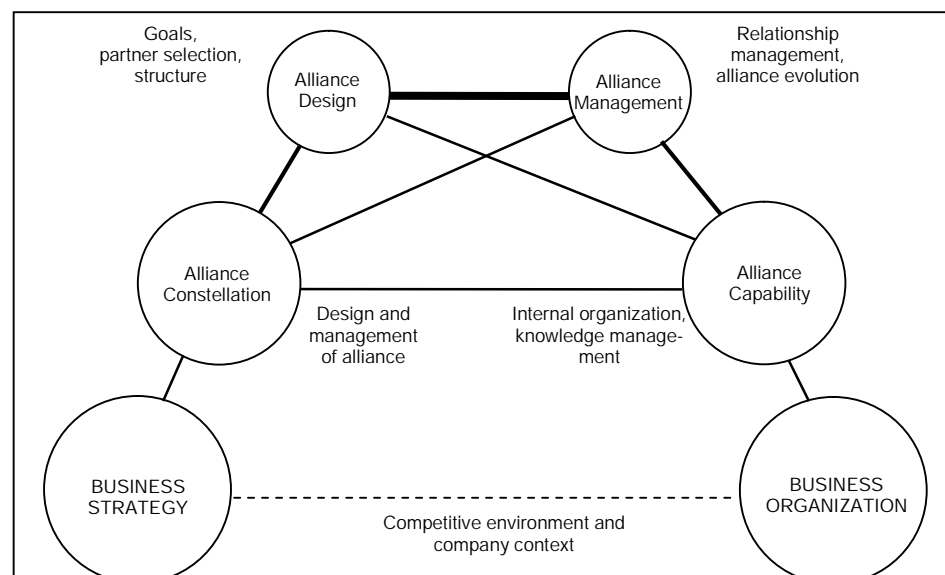 Goals,
partner selection,
structure
Alliance
Design
Alliance
Management
Relationship
management,
alliance evolution
Alliance
Constellation
Alliance
Capability
Design and
management
of alliance
Internal organization,
knowledge manage-
ment
BUSINESS
STRATEGY
BUSINESS
ORGANIZATION
Competitive environment and
company context